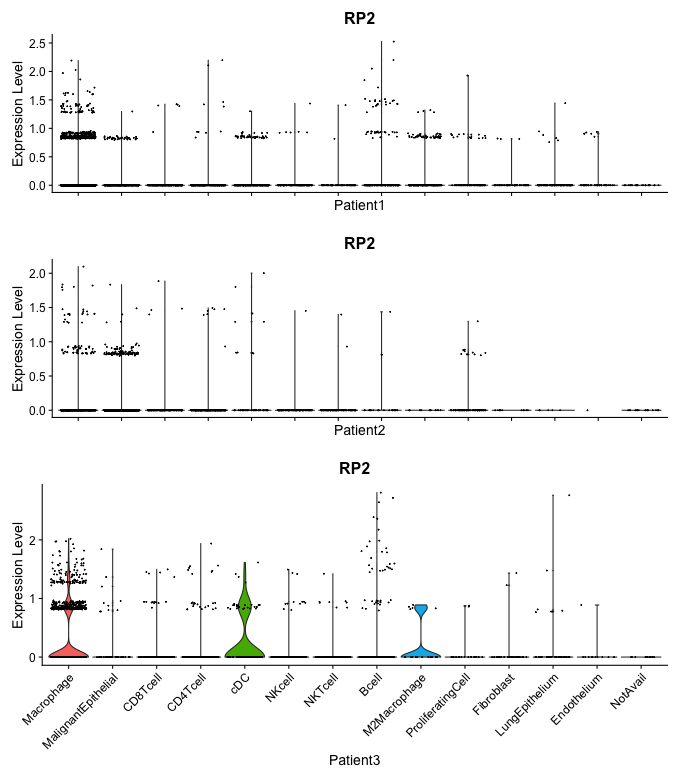 RP2
Expression Level
2.5
2.0
1.5
1.0
0.5
0.0
Patient1
RP2
Expression Level
2.0
1.5
1.0
0.5
0.0
Patient2
RP2
Expression Level
2
1
0
Macrophage
MalignantEpithelial
CD8Tcell
CD4Tcell
cDC
NKcell
NKTcell
Bcell
M2Macrophage
ProliferatingCell
Fibroblast
LungEpithelium
Endothelium
NotAvail
Patient3